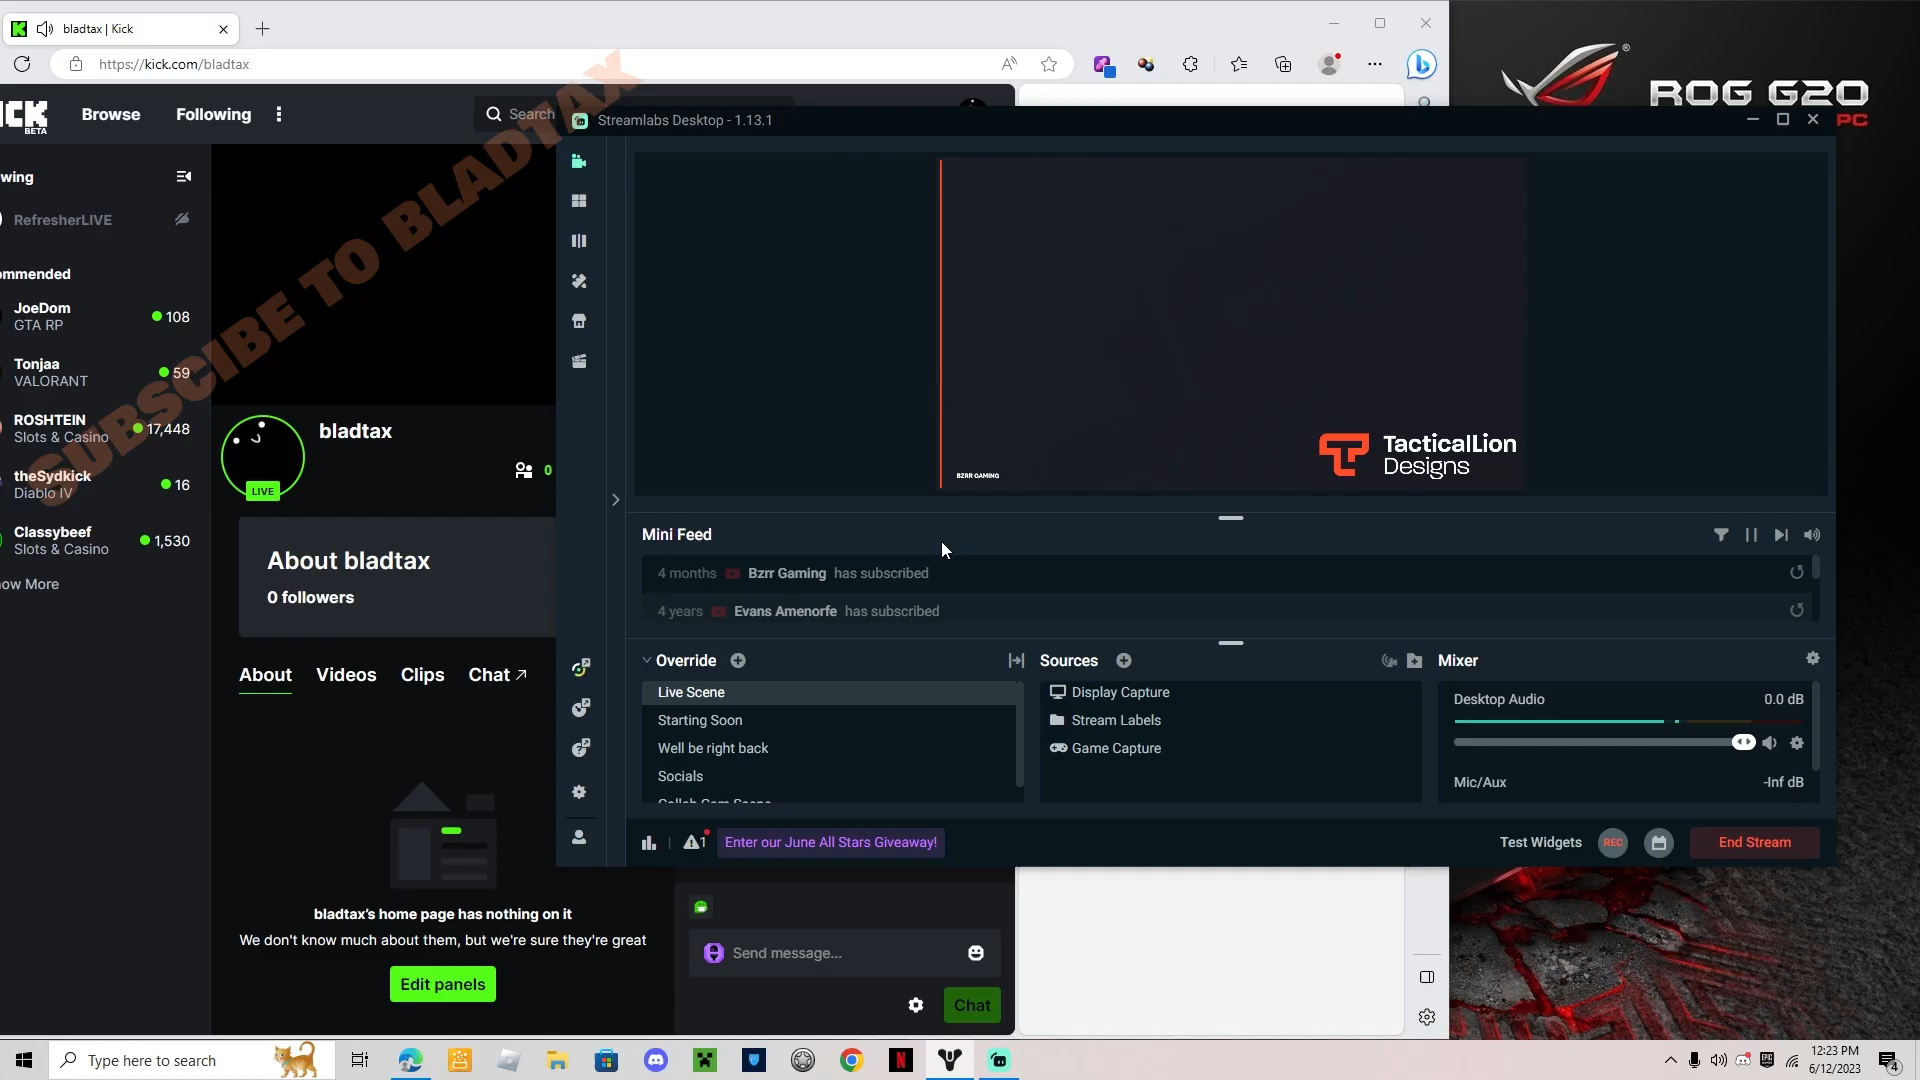 bladtax | Kick
https://kick.com/bladtax
ROG G20
PC
ICK
BETA
Browse
Following
Search
SUBSCIBE TO BLADTAX
Streamlabs Desktop - 1.13.1
wing
RefresherLIVE
ommended
JoeDom
GTA RP
108
Tonjaa
VALORANT
59
ROSHTEIN
Slots & Casino
17,448
theSydkick
Diablo IV
16
Classybeef
Slots & Casino
1,530
ow More
bladtax
LIVE
0
About bladtax
0 followers
About
Videos
Clips
Chat
bladtax's home page has nothing on it
We don't know much about them, but we're sure they're great
Edit panels
BZRR GAMING
TacticalLion
Designs
Mini Feed
4 months Bzrr Gaming has subscribed
4 years Evans Amenorfe has subscribed
Override
Live Scene
Starting Soon
Well be right back
Socials
Sources
Display Capture
Stream Labels
Game Capture
Mixer
Desktop Audio
0.0 dB
Mic/Aux
-Inf dB
1
Enter our June All Stars Giveaway!
Test Widgets
REC
End Stream
Send message...
Chat
Type here to search
12:23 PM
6/12/2023
4